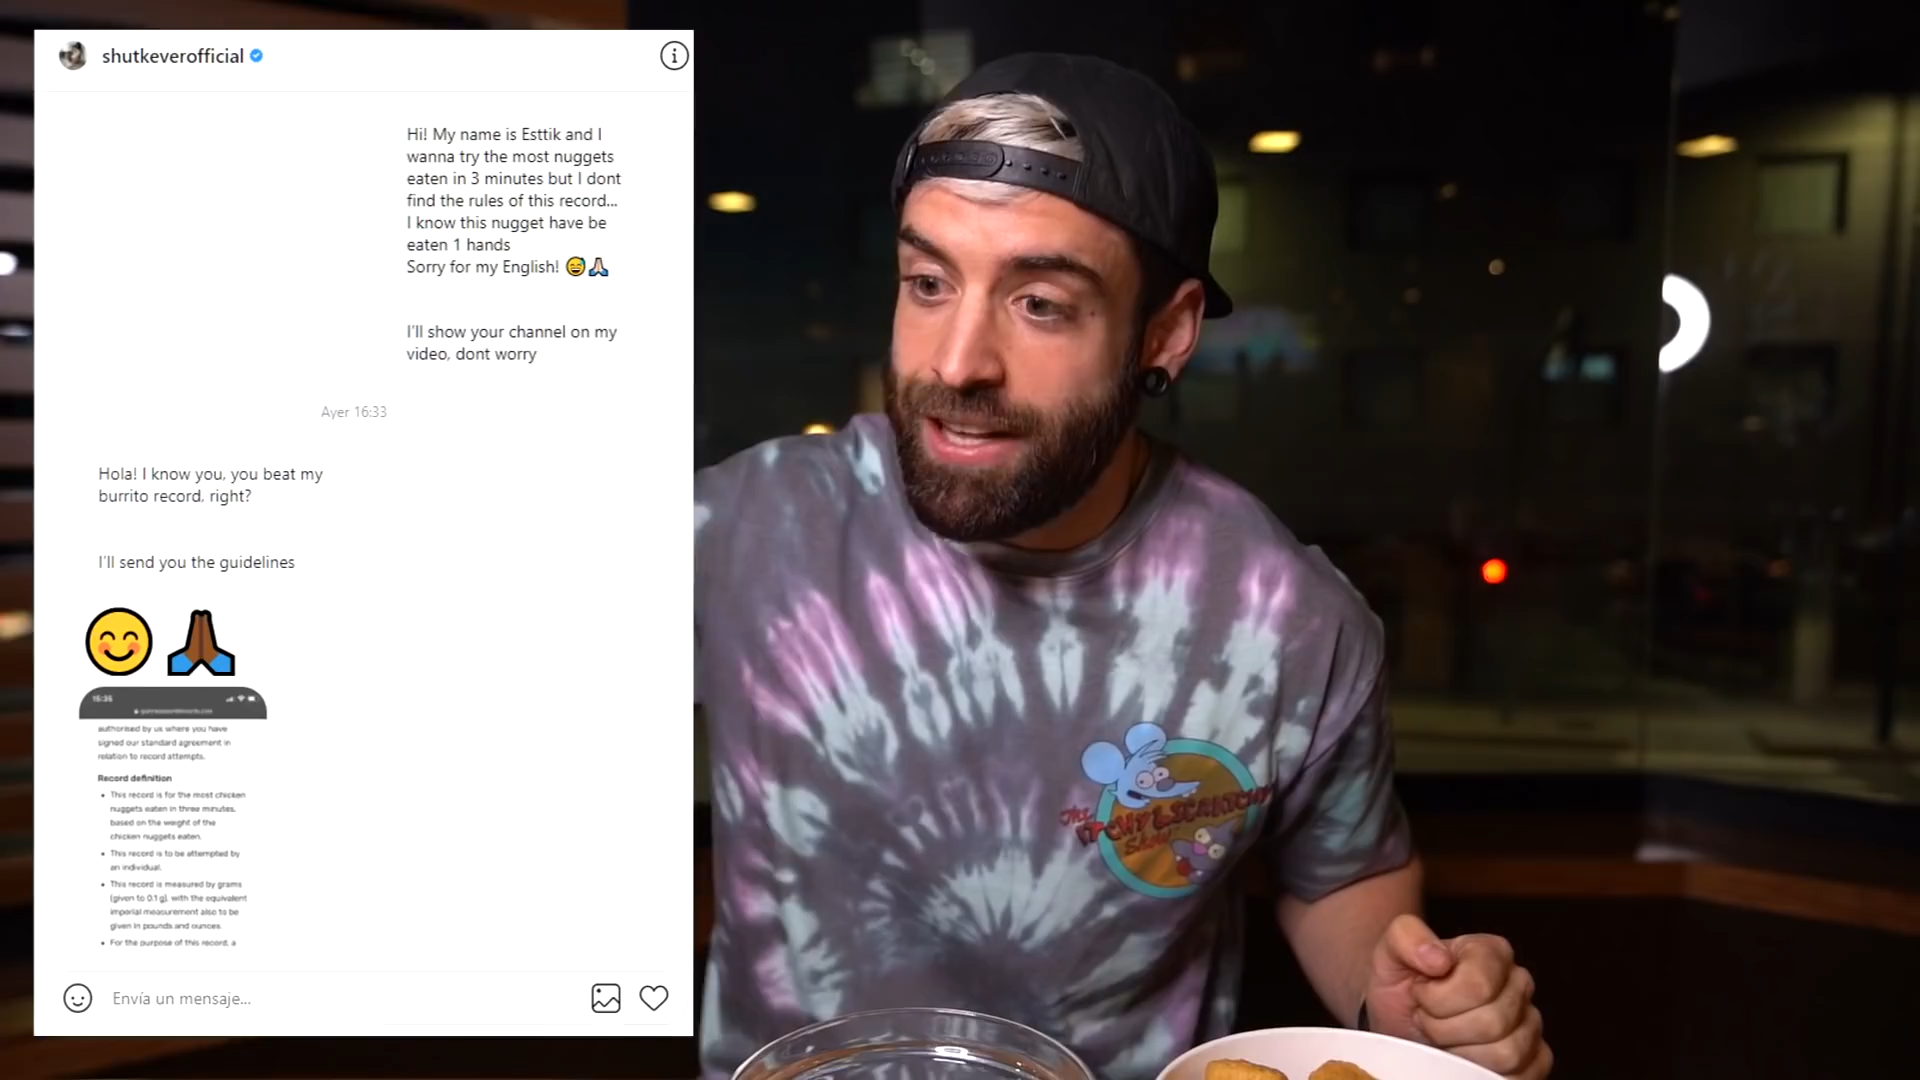 shutkeverofficial
Hi! My name is Esttik and I
wanna try the most nuggets
eaten in 3 minutes but I dont
find the rules of this record...
I know this nugget have be
eaten 1 hands
Sorry for my English! 😅🙏🏻
I'll show your channel on my
video, dont worry
Ayer 16:33
Hola! I know you, you beat my
burrito record, right?
I'll send you the guidelines
😊🙏🏾
authorised by us where you have
signed our standard agreement in
relation to record attempts.
Record definition
• This record is for the most chicken
nuggets eaten in three minutes,
based on the weight of the
chicken nuggets eaten.
• This record is to be attempted by
an individual.
• This record is measured by grams
(given to 0.1 g), with the equivalent
imperial measurement also to be
given in pounds and ounces.
• For the purpose of this record, a
Envía un mensaje...
The
ITCHY & SCRATCHY
Show